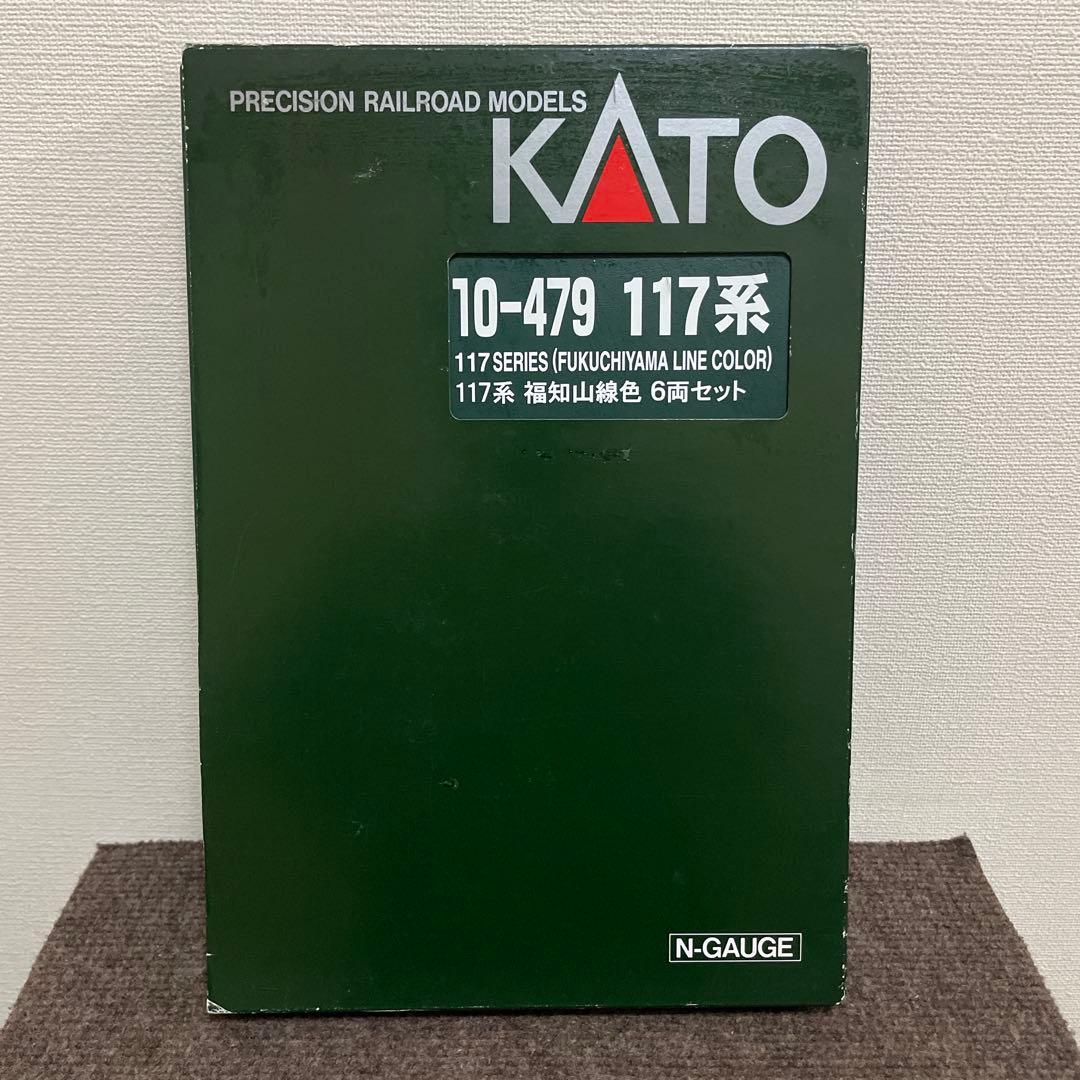 PRECISION RAILROAD MODELS
KATO
10-479 117系
117 SERIES (FUKUCHIYAMA LINE COLOR)
117系 福知山線色 6両セット
N-GAUGE